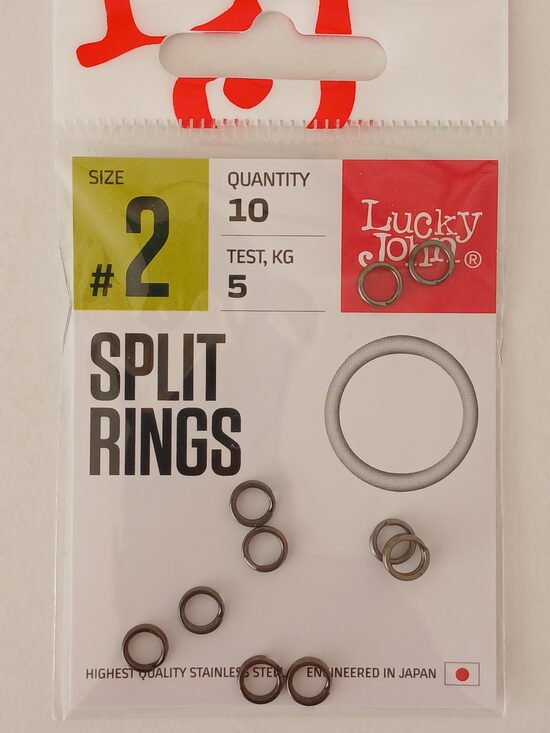 SIZE
#2
QUANTITY
10
TEST, KG
5
Lucky
John®
SPLIT
RINGS
HIGHEST QUALITY STAINLESS STEEL ENGINEERED IN JAPAN